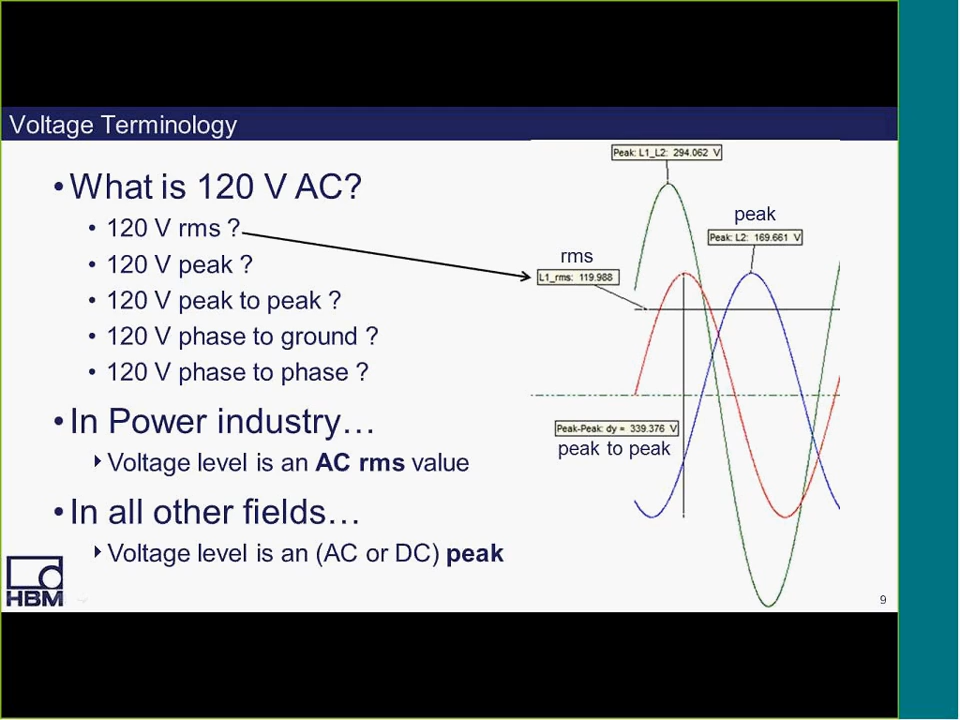 Voltage Terminology
• What is 120 V AC?
• 120 V rms ?
• 120 V peak ?
• 120 V peak to peak ?
• 120 V phase to ground ?
• 120 V phase to phase ?
• In Power industry…
Voltage level is an AC rms value
• In all other fields…
Voltage level is an (AC or DC) peak
Peak: L1_L2: 294.062 V
peak
Peak: L2: 169.661 V
rms
L1_rms: 119.988
Peak-Peak: dy = 339.376 V
peak to peak
HBM
9